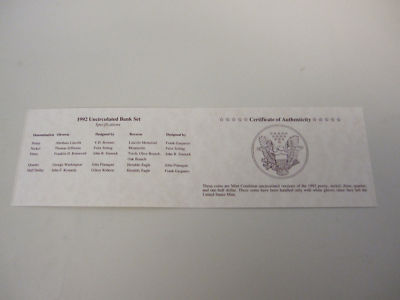 1992 Uncirculated Bank Set
Specifications
Denomination Obverse Designed by Reverse Designed by
Penny Abraham Lincoln V.D. Brenner Lincoln Memorial Frank Gasparro
Nickel Thomas Jefferson Felix Schlag Monticello Felix Schlag
Dime Franklin D. Roosevelt John R. Sinnock Torch, Olive Branch, John R. Sinnock
Oak Branch
Quarter George Washington John Flanagan Heraldic Eagle John Flanagan
Half Dollar John F. Kennedy Gilroy Roberts Heraldic Eagle Frank Gasparro
Certificate of Authenticity
These coins are Mint Condition uncirculated versions of the 1992 penny, nickel, dime, quarter,
and one half dollar. These coins have been handled only with white gloves since they left the
United States Mint.